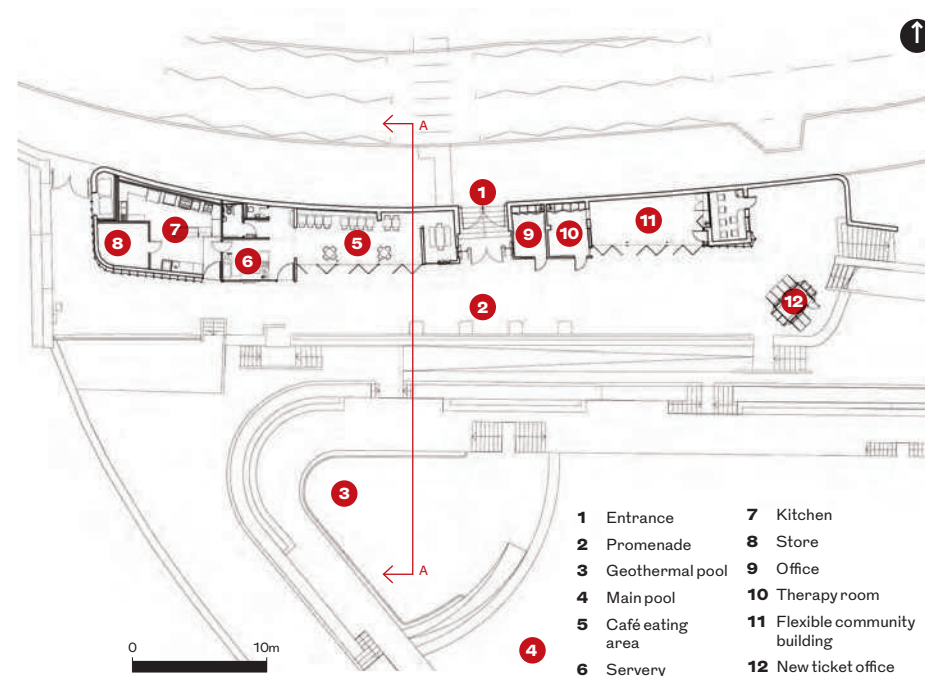 ↑
A
1
11
7
9
10
5
8
6
2
12
3
A
4
0
10m
1 Entrance
2 Promenade
3 Geothermal pool
4 Main pool
5 Café eating
area
6 Servery
7 Kitchen
8 Store
9 Office
10 Therapy room
11 Flexible community
building
12 New ticket office